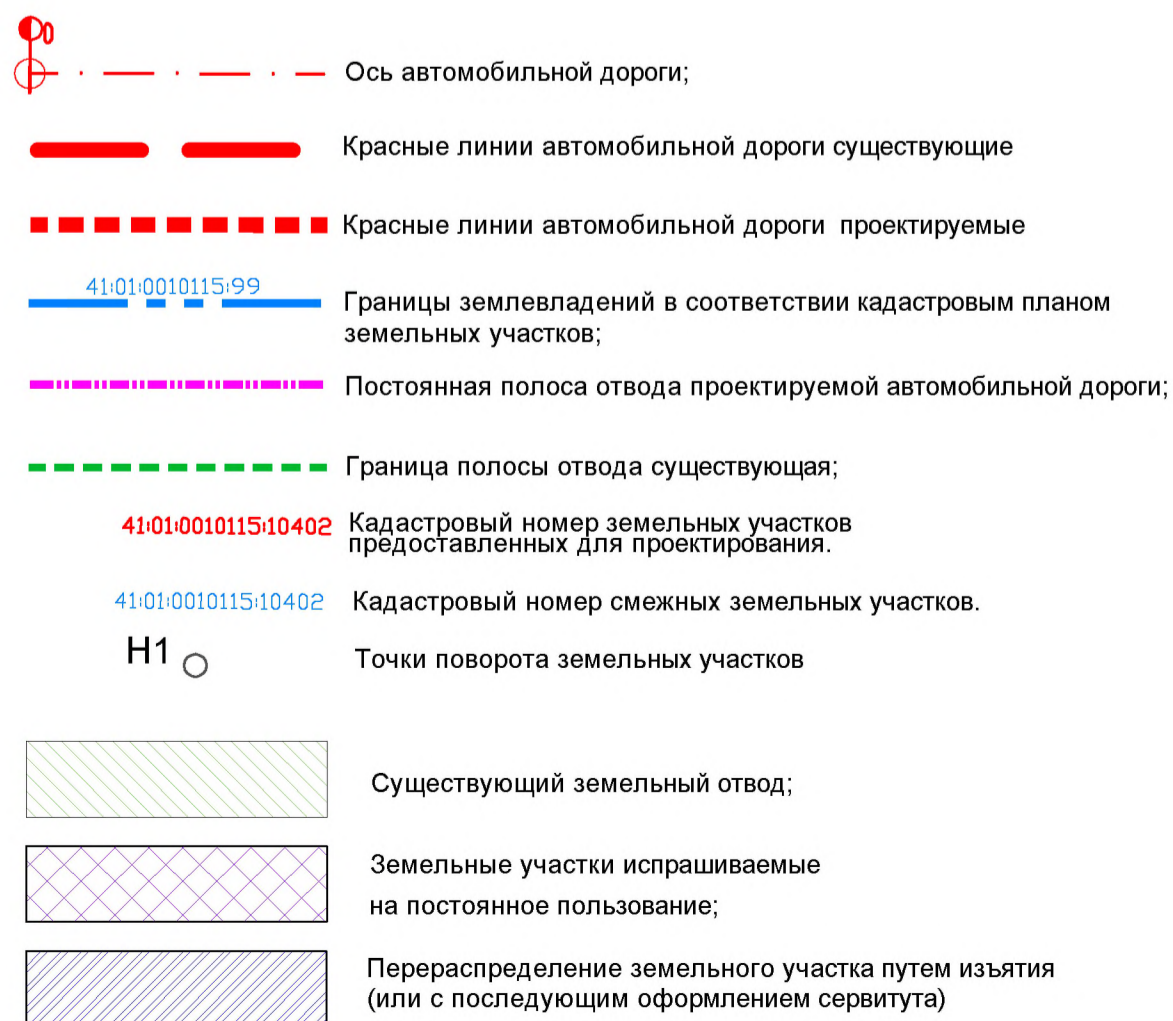 0
Ось автомобильной дороги;
Красные линии автомобильной дороги существующие
Красные линии автомобильной дороги проектируемые
41:01:0010115:99
Границы землевладений в соответствии кадастровым планом
земельных участков;
Постоянная полоса отвода проектируемой автомобильной дороги;
Граница полосы отвода существующая;
41:01:0010115:10402 Кадастровый номер земельных участков
предоставленных для проектирования.
41:01:0010115:10402 Кадастровый номер смежных земельных участков.
Н1 Точки поворота земельных участков
Существующий земельный отвод;
Земельные участки испрашиваемые
на постоянное пользование;
Перераспределение земельного участка путем изъятия
(или с последующим оформлением сервитута)